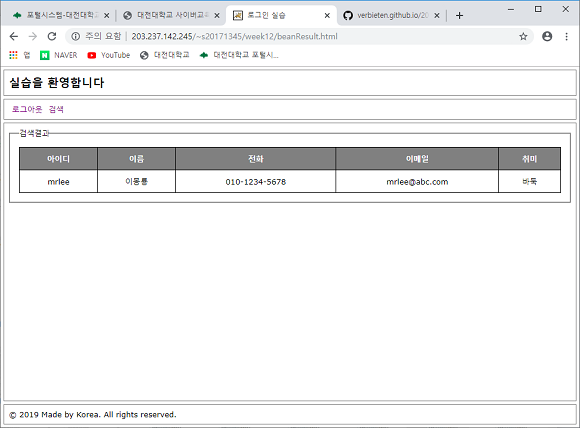 포털시스템-대전대학교
대전대학교 사이버교육
로그인 실습
verbieten.github.io/20
주의 요함 | 203.237.142.245/~s20171345/week12/beanResult.html
앱 NAVER YouTube 대전대학교 대전대학교 포털시...
실습을 환영합니다
로그아웃 검색
검색결과
아이디 이름 전화 이메일 취미
mrlee 이몽룡 010-1234-5678 mrlee@abc.com 바둑
© 2019 Made by Korea. All rights reserved.